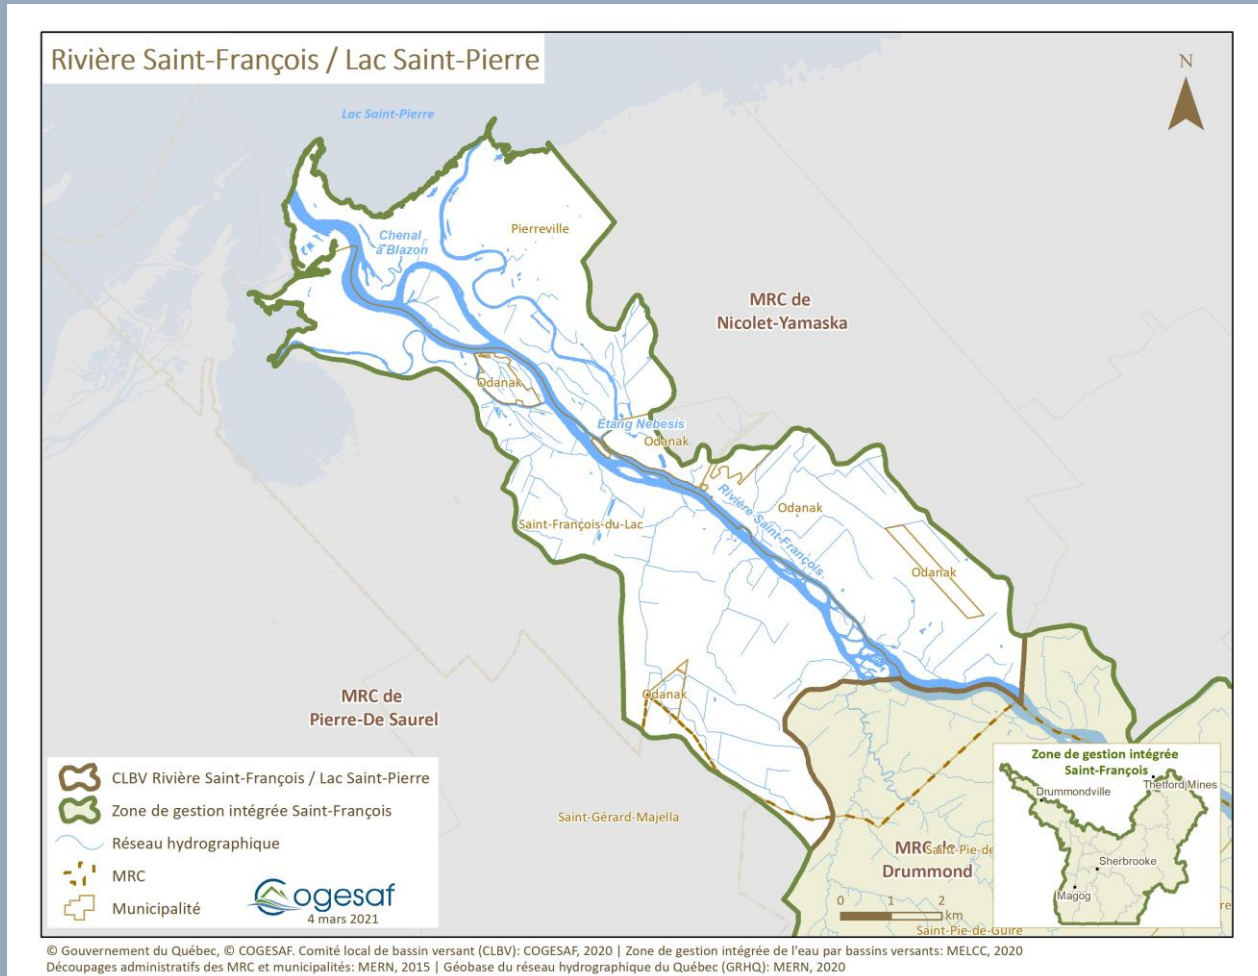 Rivière Saint-François / Lac Saint-Pierre
N
Lac Saint-Pierre
Chenal
à Blazon
Pierreville
MRC de
Nicolet-Yamaska
Odanak
Étang Nebesis
Odanak
Rivière Saint-François
Odanak
Saint-François-du-Lac
Odanak
Odanak
MRC de
Pierre-De Saurel
Saint-Gérard-Majella
MRC de
Drummond
Saint-Pie-de
Saint-Pie-de-Guire
0 1 2
km
CLBV Rivière Saint-François / Lac Saint-Pierre
Zone de gestion intégrée Saint-François
Réseau hydrographique
MRC
Municipalité
Cogesaf
4 mars 2021
Zone de gestion intégrée
Saint-François
Thetford Mines
Drummondville
Sherbrooke
Magog
© Gouvernement du Québec, © COGESAF. Comité local de bassin versant (CLBV): COGESAF, 2020 | Zone de gestion intégrée de l'eau par bassins versants: MELCC, 2020
Découpages administratifs des MRC et municipalités: MERN, 2015 | Géobase du réseau hydrographique du Québec (GRHQ): MERN, 2020